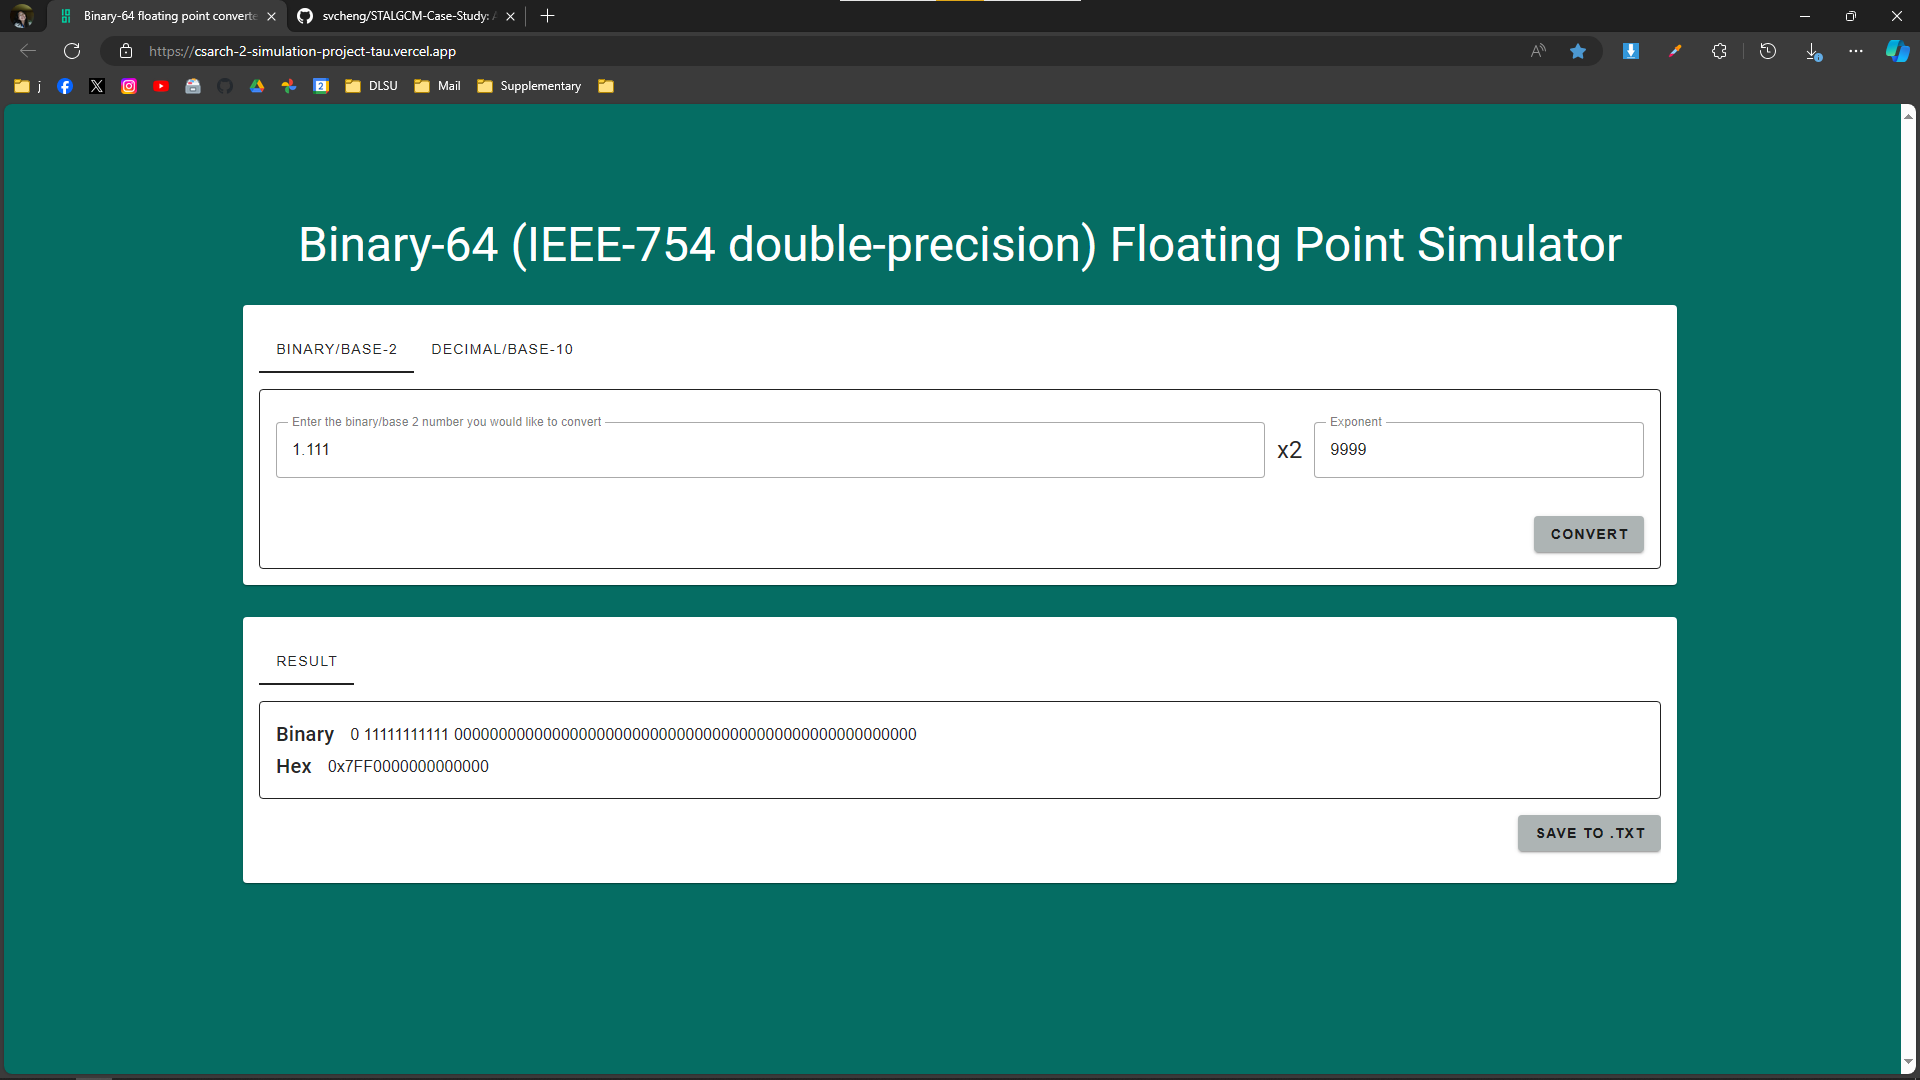 Binary-64 floating point converte
svcheng/STALGCM-Case-Study: A
https://csarch-2-simulation-project-tau.vercel.app
j
DLSU
Mail
Supplementary
Binary-64 (IEEE-754 double-precision) Floating Point Simulator
BINARY/BASE-2 DECIMAL/BASE-10
Enter the binary/base 2 number you would like to convert
1.111
x2
Exponent
9999
CONVERT
RESULT
Binary 0 11111111111 0000000000000000000000000000000000000000000000000000
Hex 0x7FF0000000000000
SAVE TO .TXT